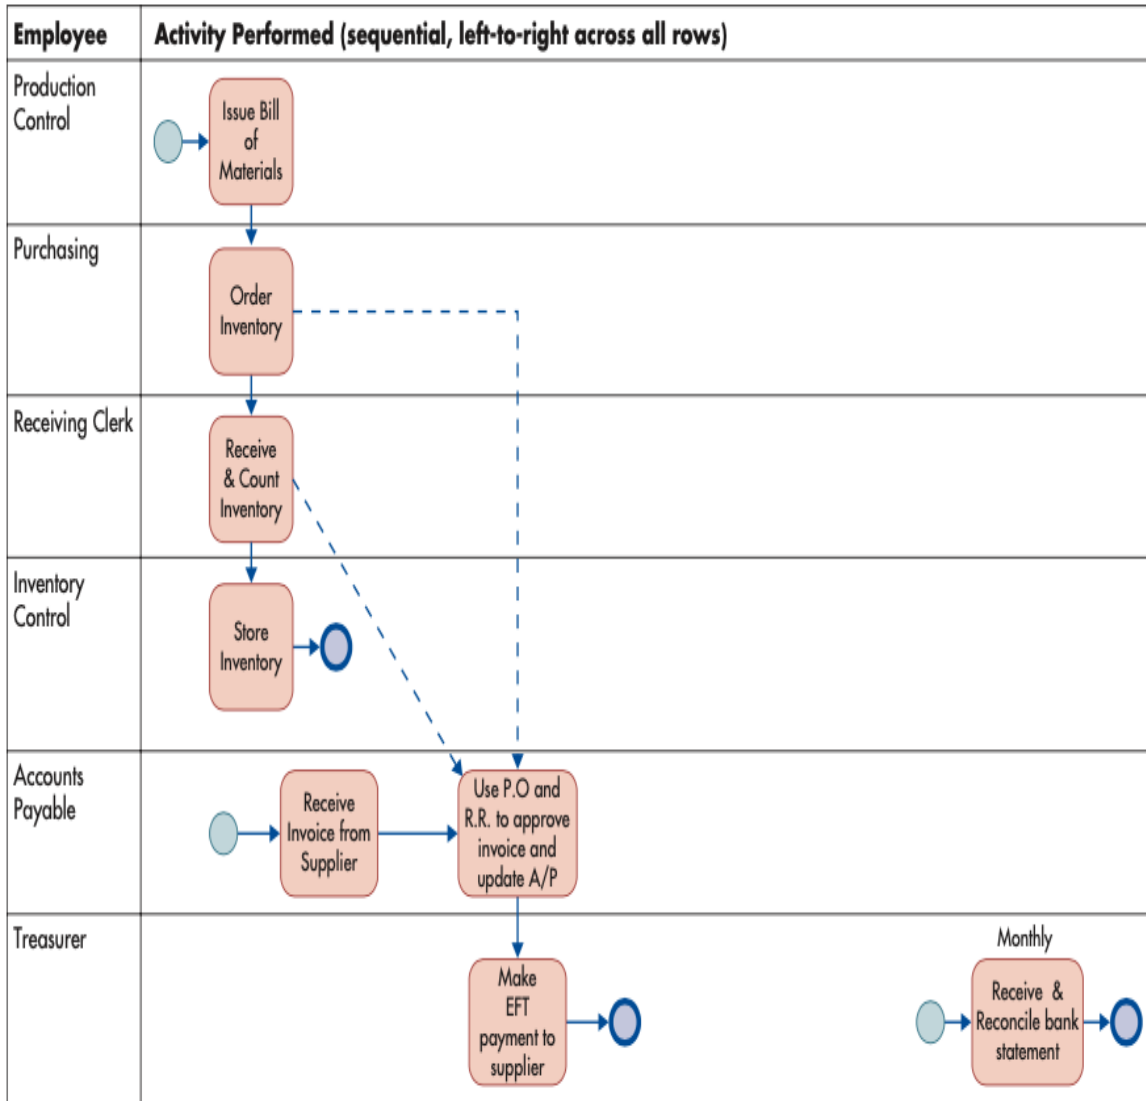 Employee
Activity Performed (sequential, left-to-right across all rows)
Production
Control
Issue Bill
of
Materials
Purchasing
Order
Inventory
Receiving Clerk
Receive
& Count
Inventory
Inventory
Control
Store
Inventory
Accounts
Payable
Receive
Invoice from
Supplier
Use P.O and
R.R. to approve
invoice and
update A/P
Treasurer
Make
EFT
payment to
supplier
Monthly
Receive &
Reconcile bank
statement